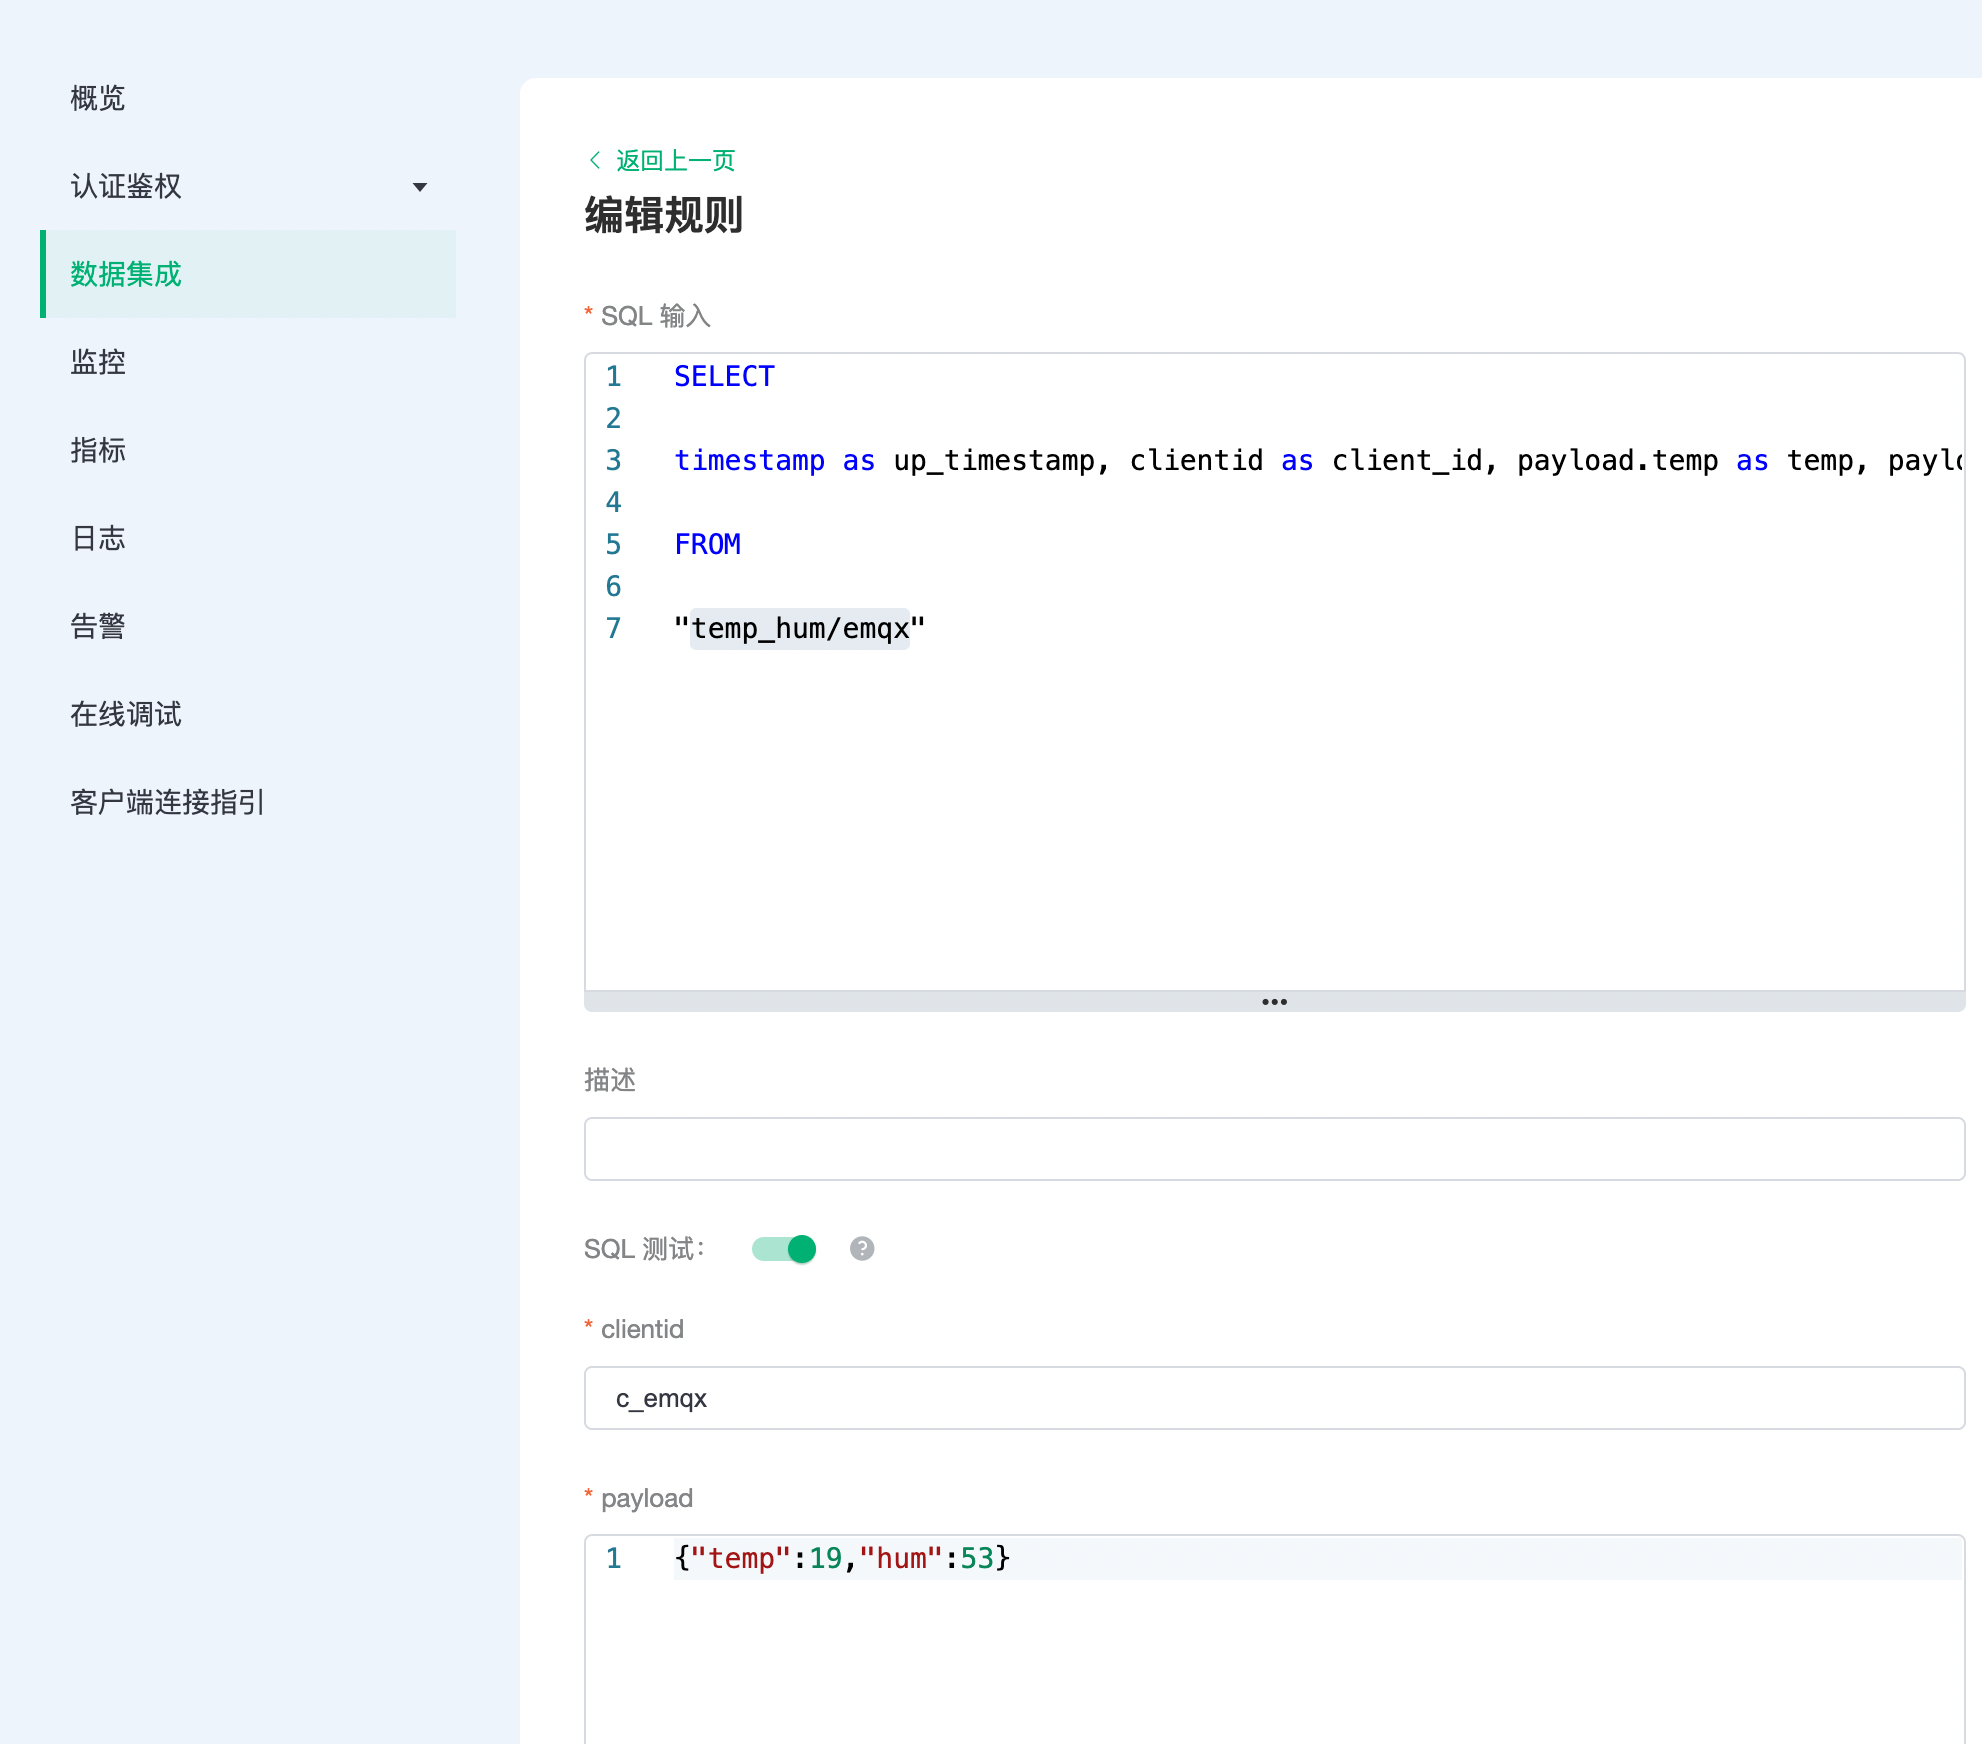 概览
认证鉴权
数据集成
监控
指标
日志
告警
在线调试
客户端连接指引
返回上一页
编辑规则
* SQL 输入
1 SELECT
2
3 timestamp as up_timestamp, clientid as client_id, payload.temp as temp, paylo
4
5 FROM
6
7 "temp_hum/emqx"
描述
SQL 测试：
* clientid
c_emqx
* payload
1 {"temp":19,"hum":53}